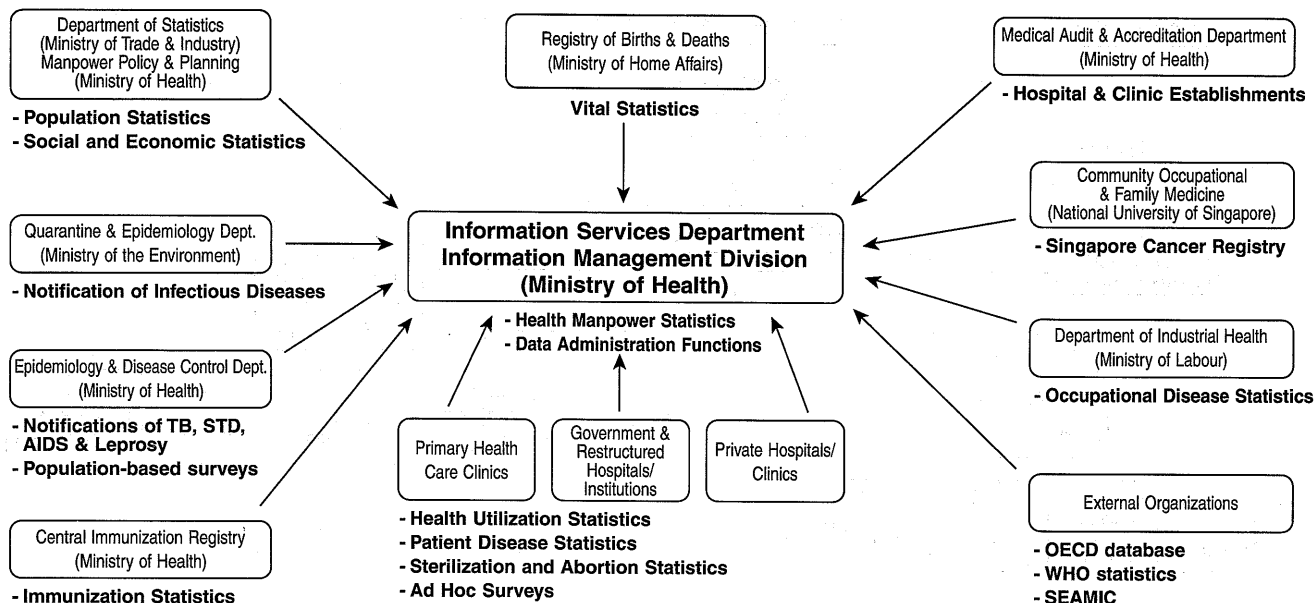 Department of Statistics
(Ministry of Trade & Industry)
Manpower Policy & Planning
(Ministry of Health)
- Population Statistics
- Social and Economic Statistics
Registry of Births & Deaths
(Ministry of Home Affairs)
Vital Statistics
Medical Audit & Accreditation Department
(Ministry of Health)
- Hospital & Clinic Establishments
Quarantine & Epidemiology Dept.
(Ministry of the Environment)
- Notification of Infectious Diseases
Information Services Department
Information Management Division
(Ministry of Health)
- Health Manpower Statistics
- Data Administration Functions
Community Occupational
& Family Medicine
(National University of Singapore)
- Singapore Cancer Registry
Epidemiology & Disease Control Dept.
(Ministry of Health)
- Notifications of TB, STD,
AIDS & Leprosy
- Population-based surveys
Department of Industrial Health
(Ministry of Labour)
- Occupational Disease Statistics
Central Immunization Registry
(Ministry of Health)
- Immunization Statistics
Primary Health
Care Clinics
Government &
Restructured
Hospitals/
Institutions
Private Hospitals/
Clinics
- Health Utilization Statistics
- Patient Disease Statistics
- Sterilization and Abortion Statistics
- Ad Hoc Surveys
External Organizations
- OECD database
- WHO statistics
- SEAMIC